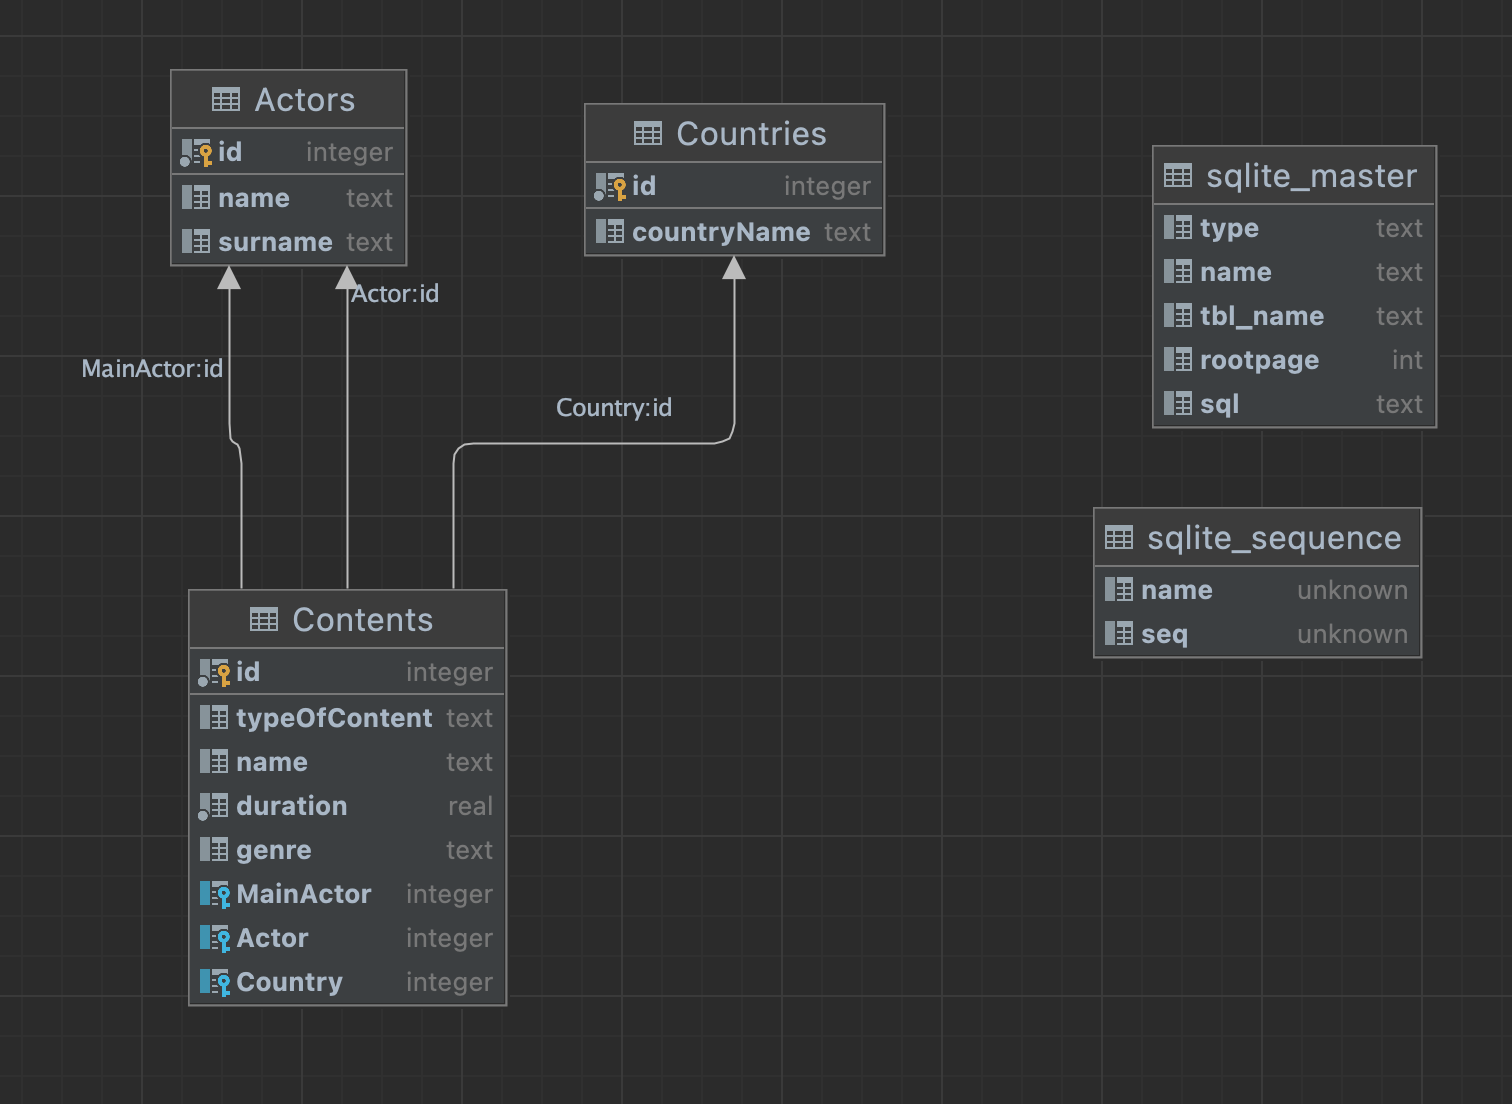 Actors
id integer
name text
surname text
Countries
id integer
countryName text
sqlite_master
type text
name text
tbl_name text
rootpage int
sql text
Actor:id
MainActor:id
Country:id
sqlite_sequence
name unknown
seq unknown
Contents
id integer
typeOfContent text
name text
duration real
genre text
MainActor integer
Actor integer
Country integer